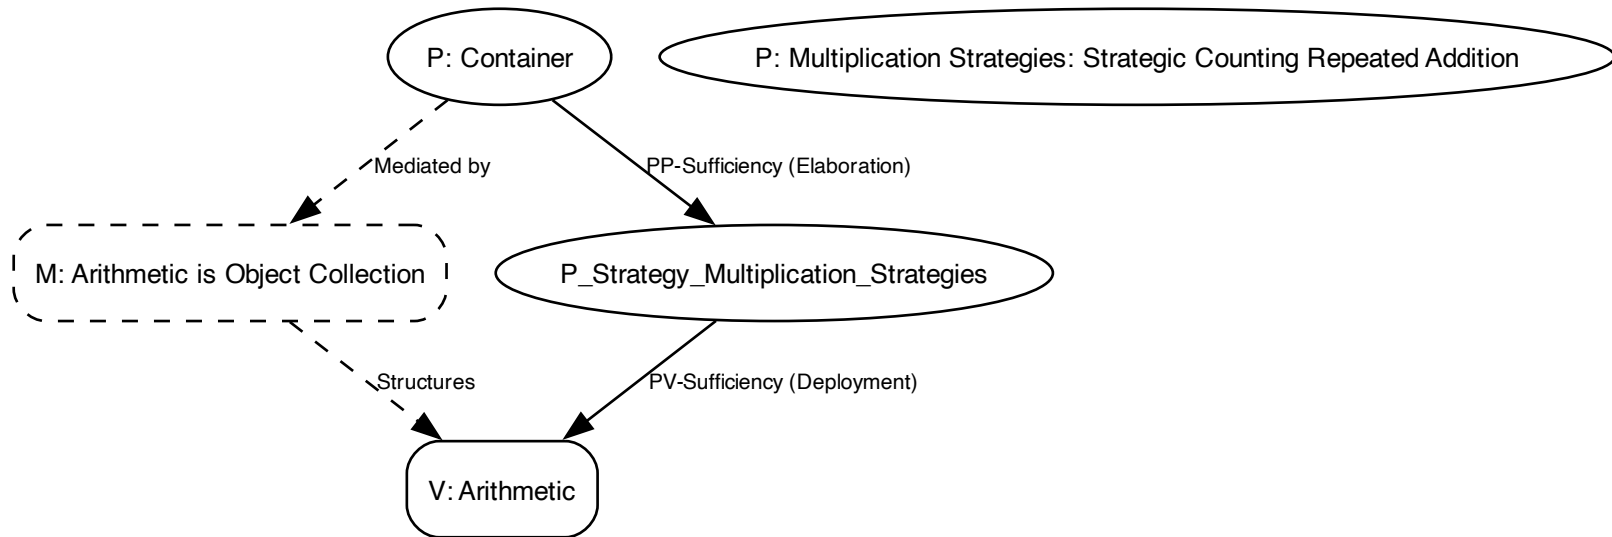 P: Container
P: Multiplication Strategies: Strategic Counting Repeated Addition
Mediated by
PP-Sufficiency (Elaboration)
M: Arithmetic is Object Collection
P_Strategy_Multiplication_Strategies
Structures
PV-Sufficiency (Deployment)
V: Arithmetic